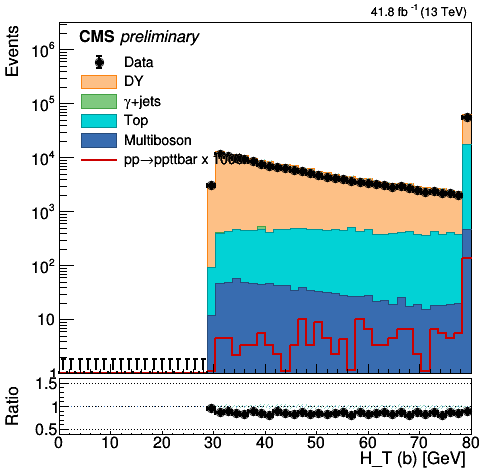 41.8 fb⁻¹ (13 TeV)
Events
CMS preliminary
Data
DY
γ+jets
Top
Multiboson
pp→ppttbar x
10⁶
10⁵
10⁴
10³
10²
10
1
Ratio
1.5
1
0.5
0 10 20 30 40 50 60 70 80
H_T (b) [GeV]